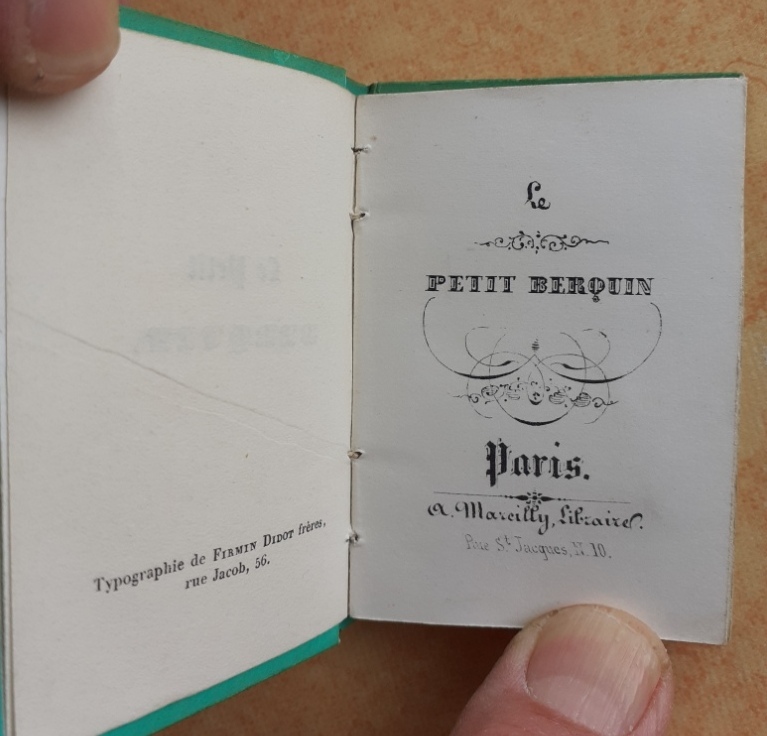 Typographie de FIRMIN DIDOT frères,
rue Jacob, 56.
Le
PETIT BERQUIN
Paris.
A. Marcilly, Libraire.
Rue St. Jacques, N. 10.